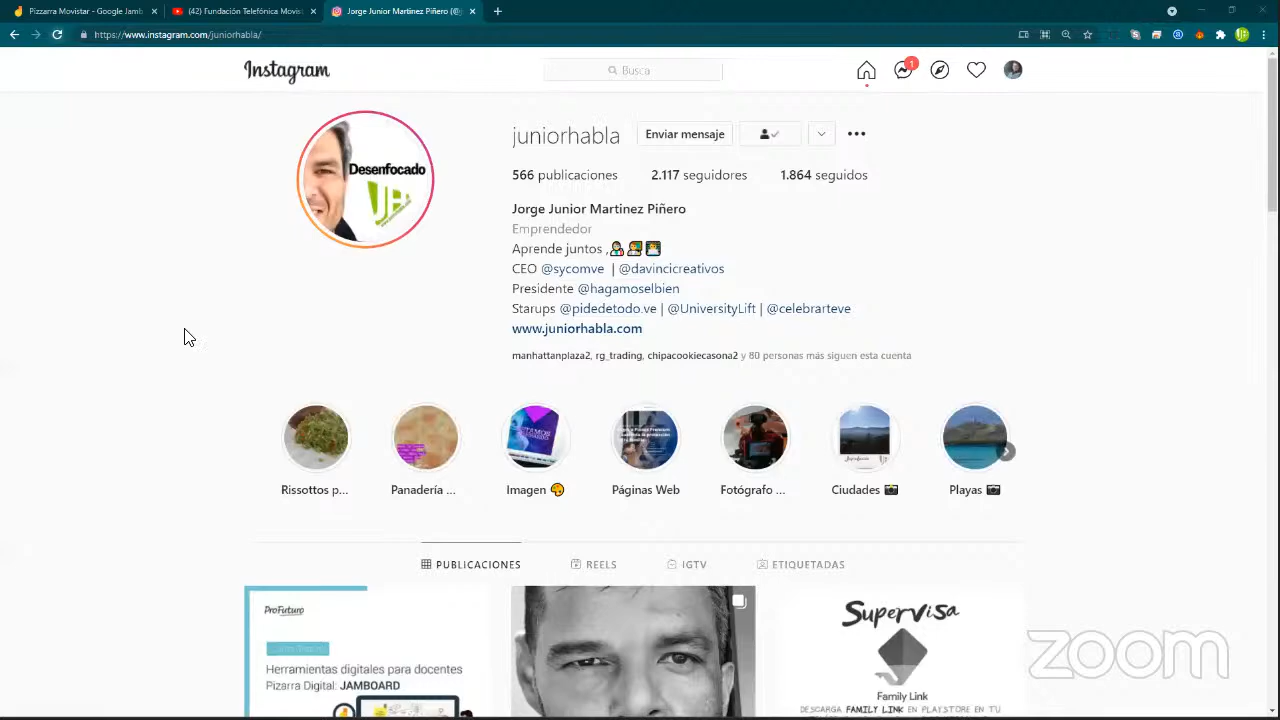 Pizarra Movistar - Google Jamb
(42) Fundación Telefónica Movist
Jorge Junior Martinez Piñero (@
https://www.instagram.com/juniorhabla/
Instagram
Busca
1
juniorhabla
Enviar mensaje
566 publicaciones 2.117 seguidores 1.864 seguidos
Jorge Junior Martinez Piñero
Emprendedor
Aprende juntos ,
CEO @sycomve | @davincicreativos
Presidente @hagamoselbien
Startups @pidedetodo.ve | @UniversityLift | @celebrarteve
www.juniorhabla.com
manhattanplaza2, rg_trading, chipacookiecasona2 y 80 personas más siguen esta cuenta
Desenfocado
JH
Rissottos p...
Panadería ...
Imagen
Páginas Web
Fotógrafo ...
Ciudades
Playas
PUBLICACIONES
REELS
IGTV
ETIQUETADAS
ProFuturo
Herramientas digitales para docentes
Pizarra Digital: JAMBOARD
SUPERVISA
Family Link
DESCARGA FAMILY LINK EN PLAYSTORE EN TU
zoom